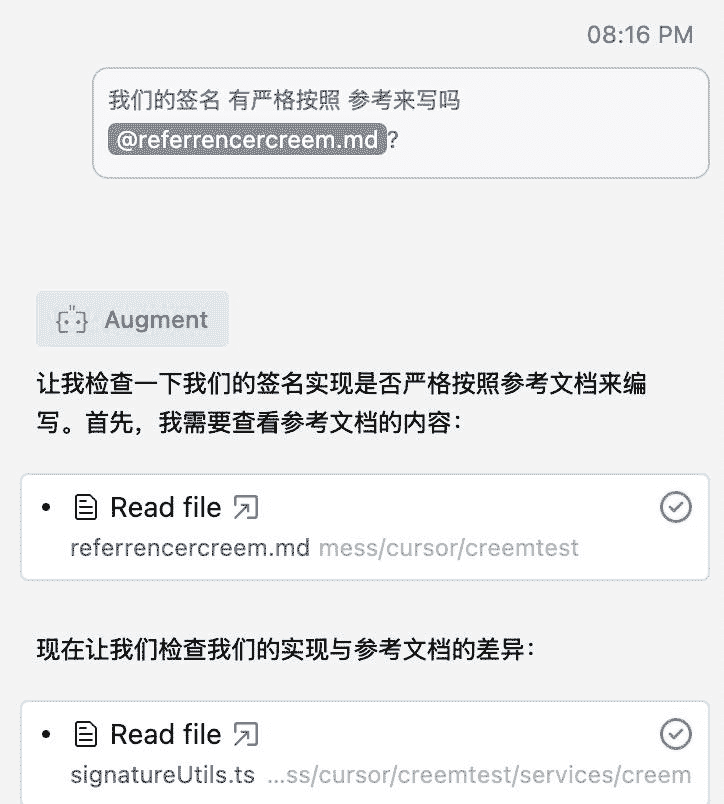 08:16 PM
我们的签名 有严格按照 参考来写吗
@referrencercreem.md?
Augment
让我检查一下我们的签名实现是否严格按照参考文档来编
写。首先，我需要查看参考文档的内容：
• Read file
referrencercreem.md mess/cursor/creemtest
现在让我们检查我们的实现与参考文档的差异：
• Read file
signatureUtils.ts ...ss/cursor/creemtest/services/creem